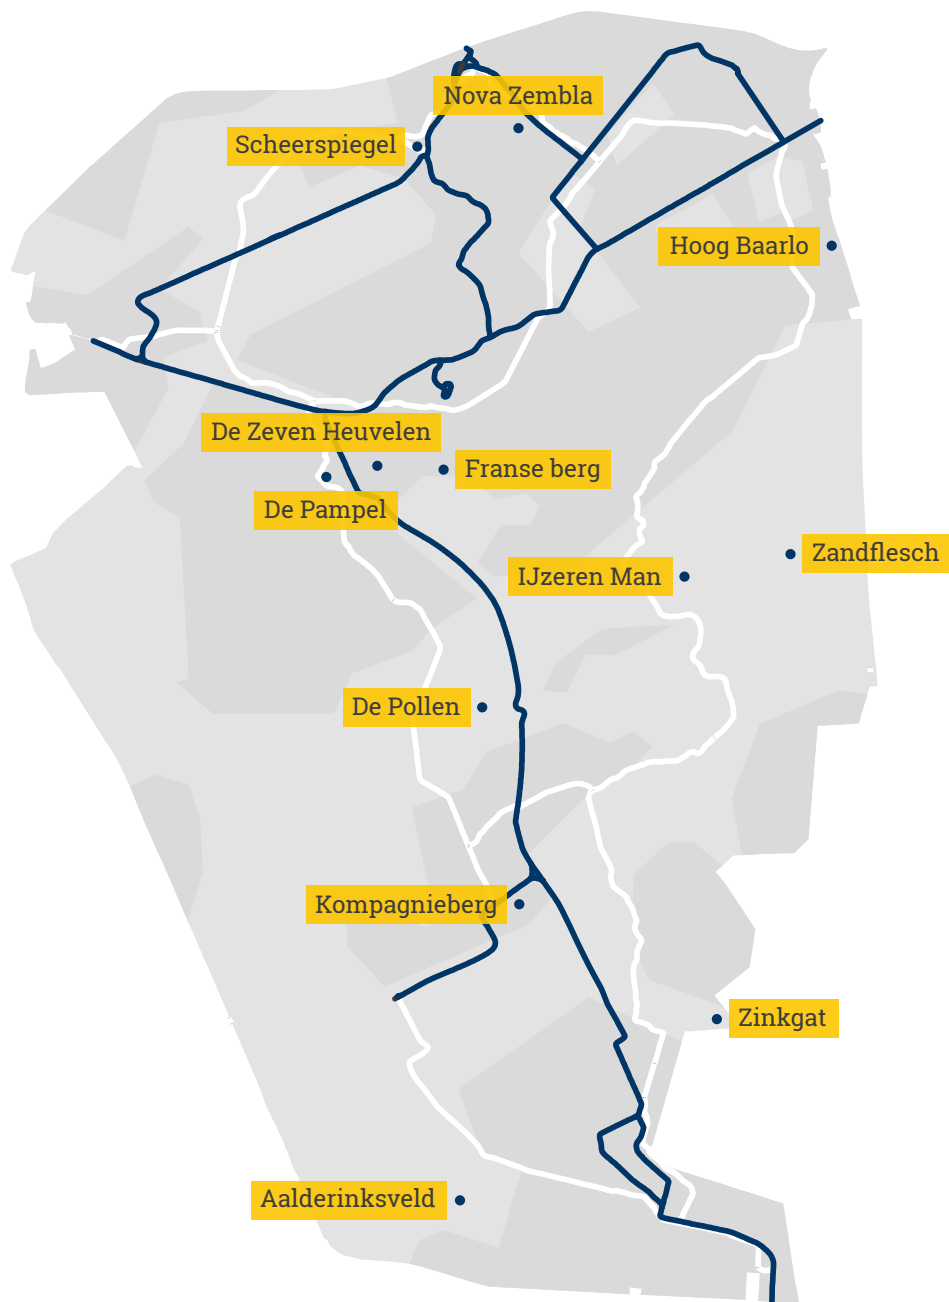 Nova Zembla
Scheerspiegel
Hoog Baarlo
De Zeven Heuvelen
Franse berg
De Pampel
Zandflesch
IJzeren Man
De Pollen
Kompagnieberg
Zinkgat
Aalderinksveld